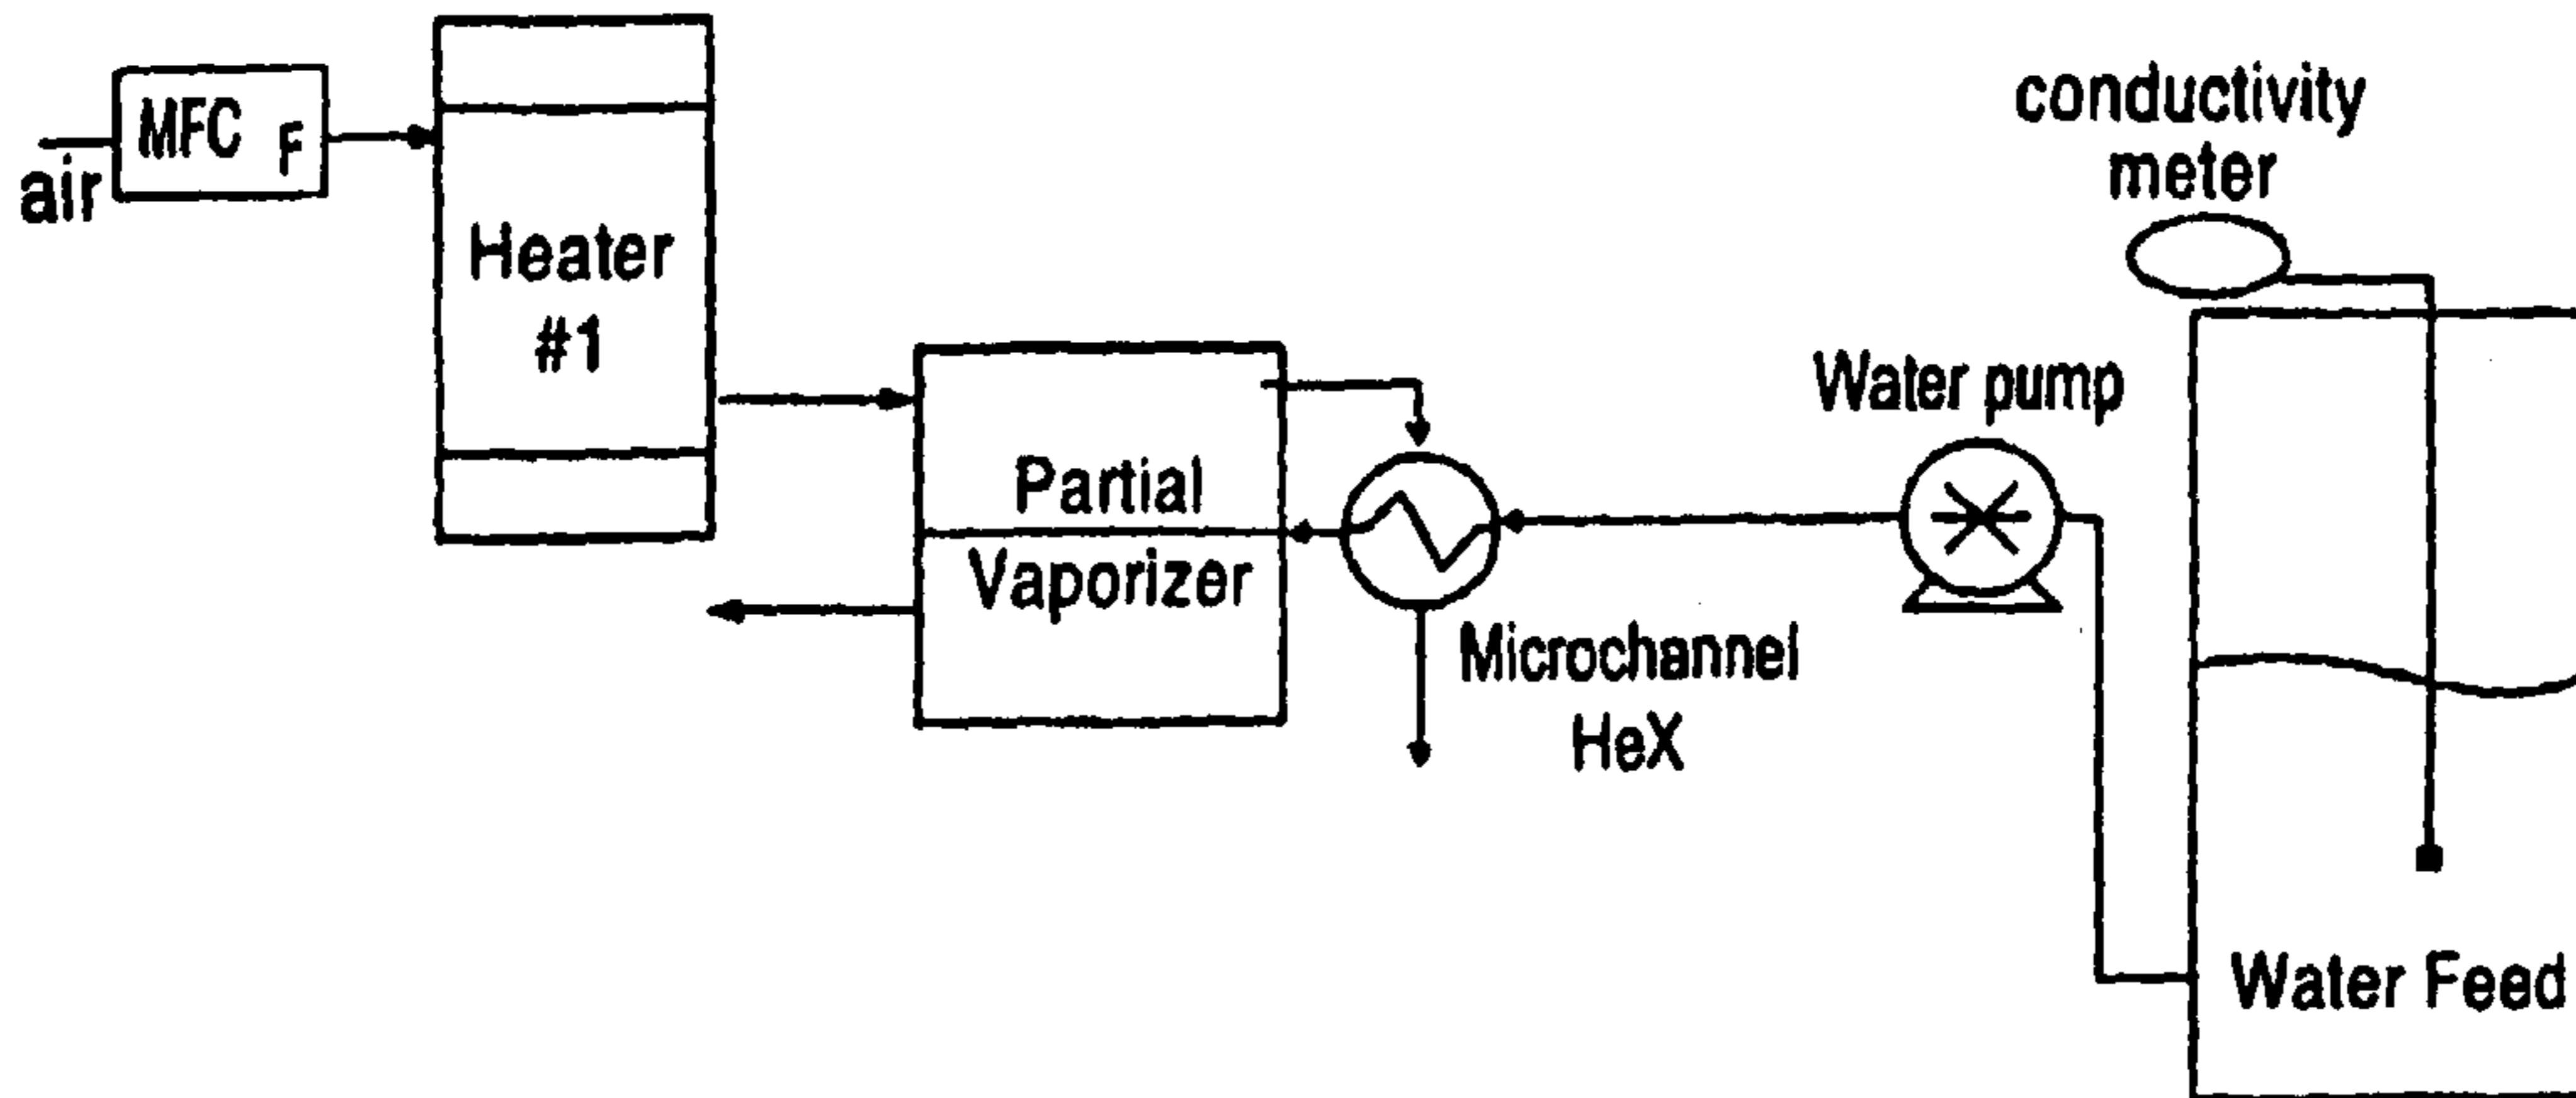 MFC F
air
Heater
#1
Partial
Vaporizer
Microchannel
HeX
Water pump
conductivity
meter
Water Feed